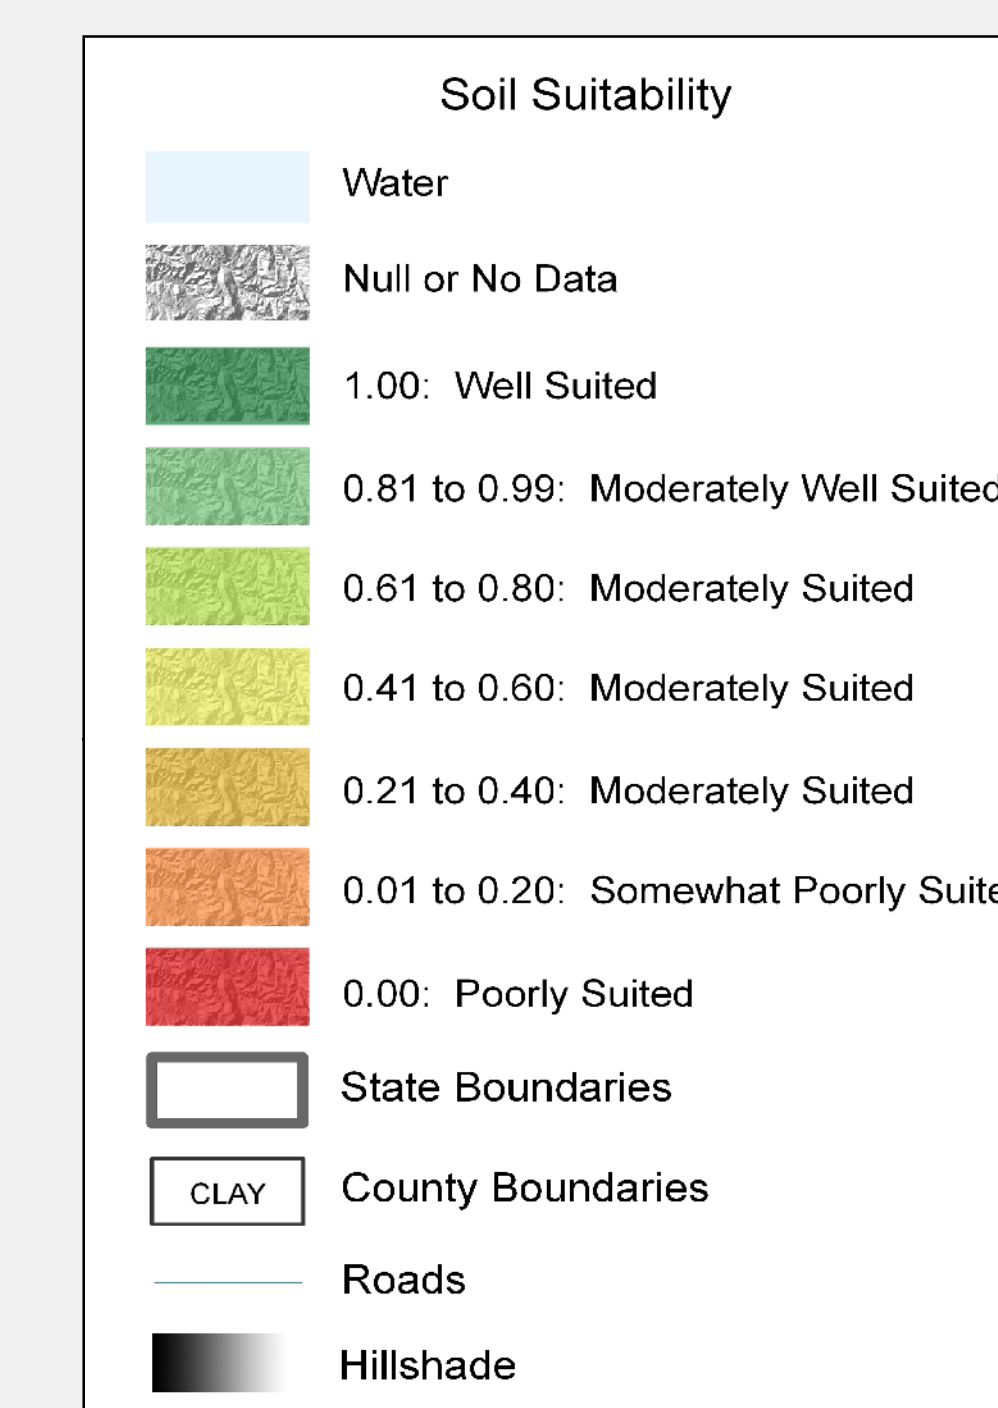 Soil Suitability
Water
Null or No Data
1.00: Well Suited
0.81 to 0.99: Moderately Well Suited
0.61 to 0.80: Moderately Suited
0.41 to 0.60: Moderately Suited
0.21 to 0.40: Moderately Suited
0.01 to 0.20: Somewhat Poorly Suite
0.00: Poorly Suited
State Boundaries
CLAY County Boundaries
Roads
Hillshade